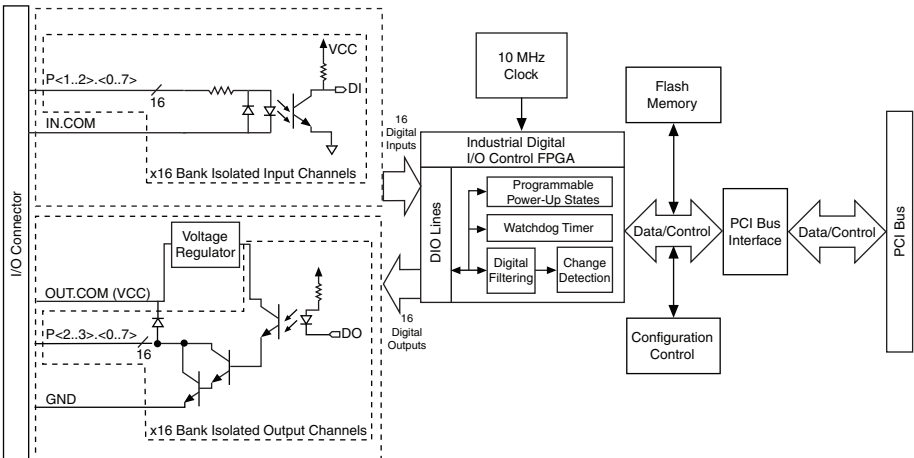 I/O Connector
P<1..2>.<0..7>
16
IN.COM
VCC
DI
x16 Bank Isolated Input Channels
16
Digital
Inputs
10 MHz
Clock
Flash
Memory
Industrial Digital
I/O Control FPGA
DIO Lines
Programmable
Power-Up States
Watchdog Timer
Digital
Filtering
Change
Detection
Data/Control
PCI Bus
Interface
Data/Control
PCI Bus
Configuration
Control
Voltage
Regulator
OUT.COM (VCC)
P<2..3>.<0..7>
16
GND
DO
x16 Bank Isolated Output Channels
16
Digital
Outputs